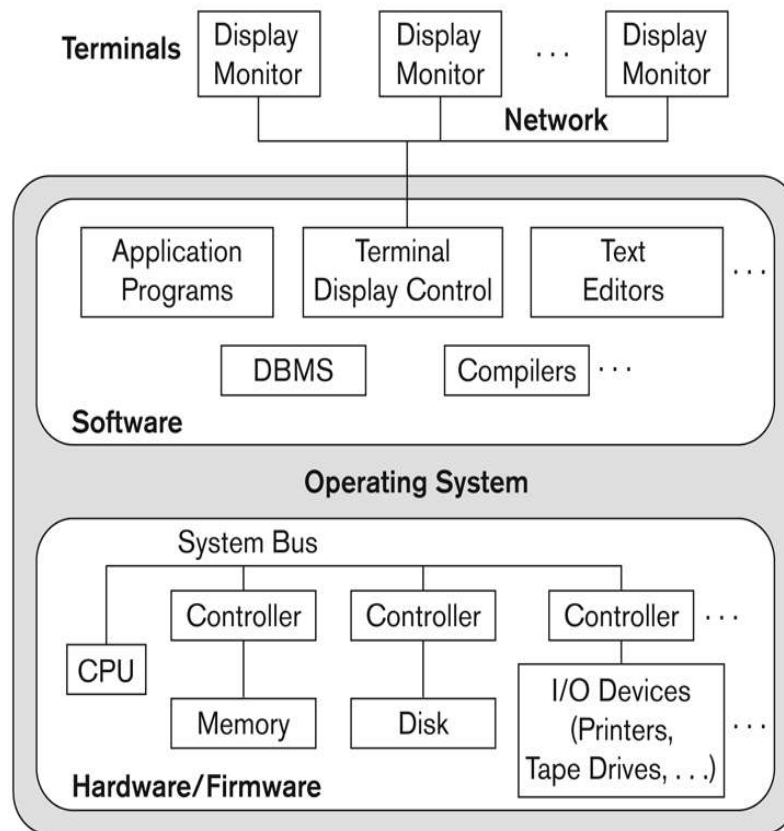 Terminals
Display
Monitor
Display
Monitor
. . .
Display
Monitor
Network
Application
Programs
Terminal
Display Control
Text
Editors
. . .
DBMS
Compilers
. . .
Software
Operating System
System Bus
Controller
Controller
Controller
. . .
CPU
Memory
Disk
I/O Devices
(Printers,
Tape Drives, . . .)
. . .
Hardware/Firmware